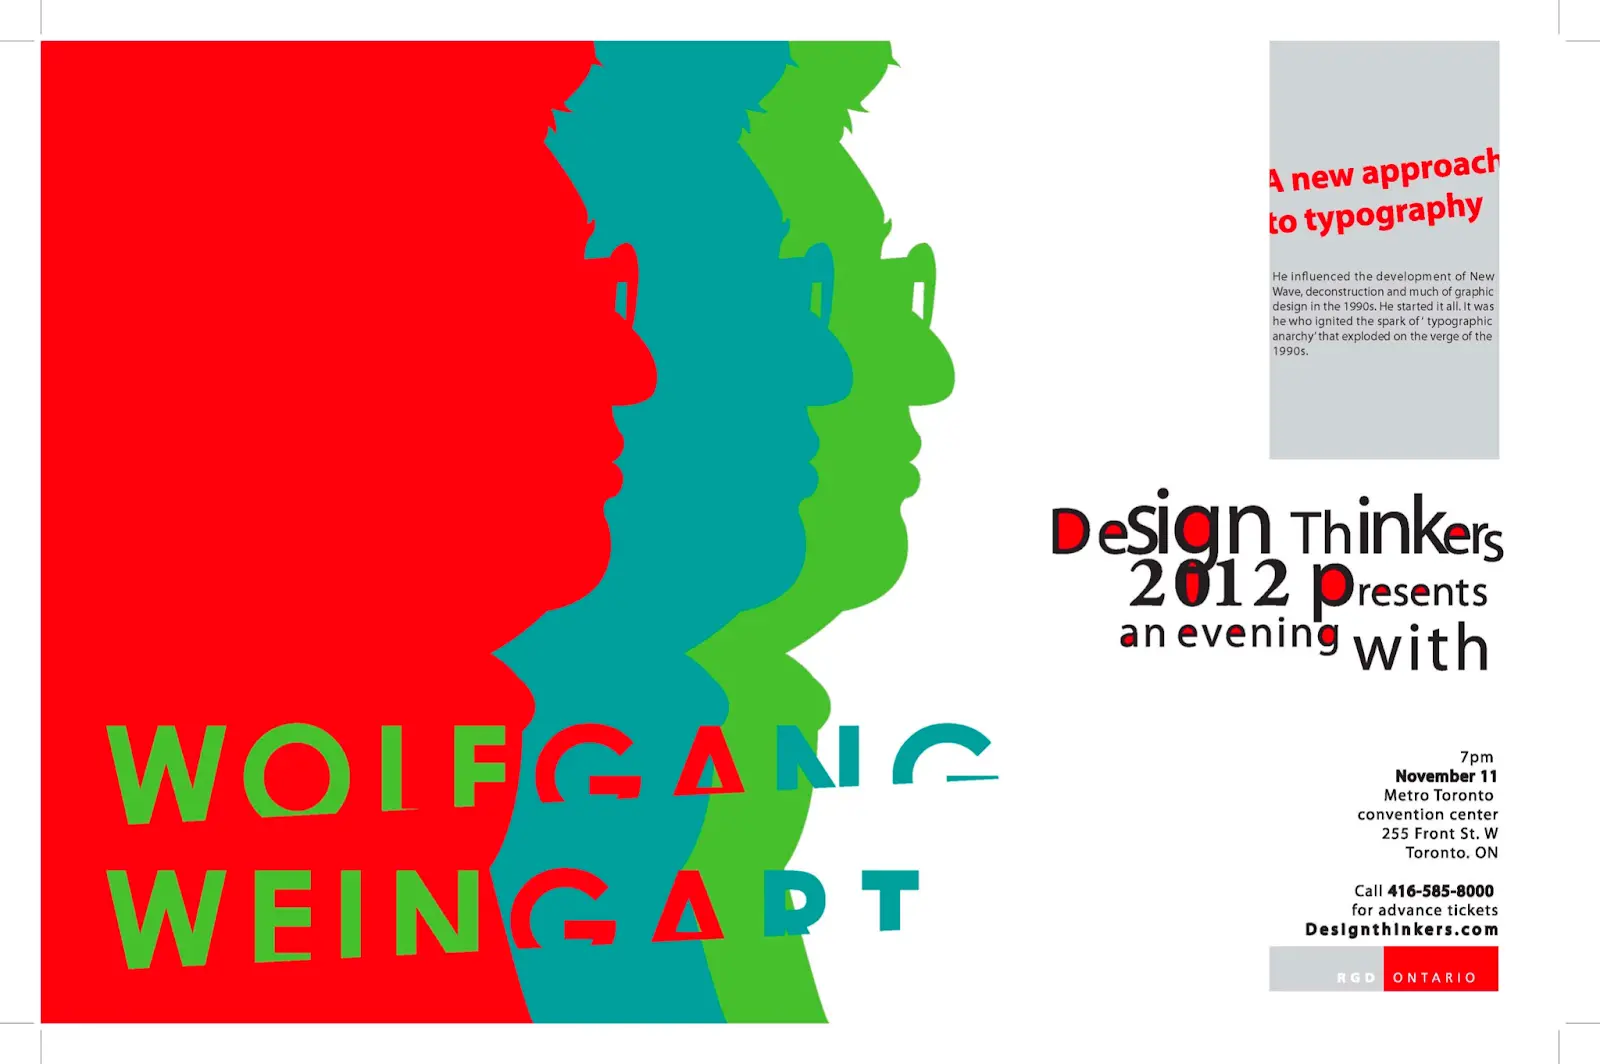 A new approach
to typography
He influenced the development of New
Wave, deconstruction and much of graphic
design in the 1990s. He started it all. It was
he who ignited the spark of ‘ typographic
anarchy’ that exploded on the verge of the
1990s.
Design Thinkers
2012 presents
an evening with
WOLFGANG
WEINGART
7pm
November 11
Metro Toronto
convention center
255 Front St. W
Toronto. ON
Call 416-585-8000
for advance tickets
DesIgnthinkers.com
RGD ONTARIO